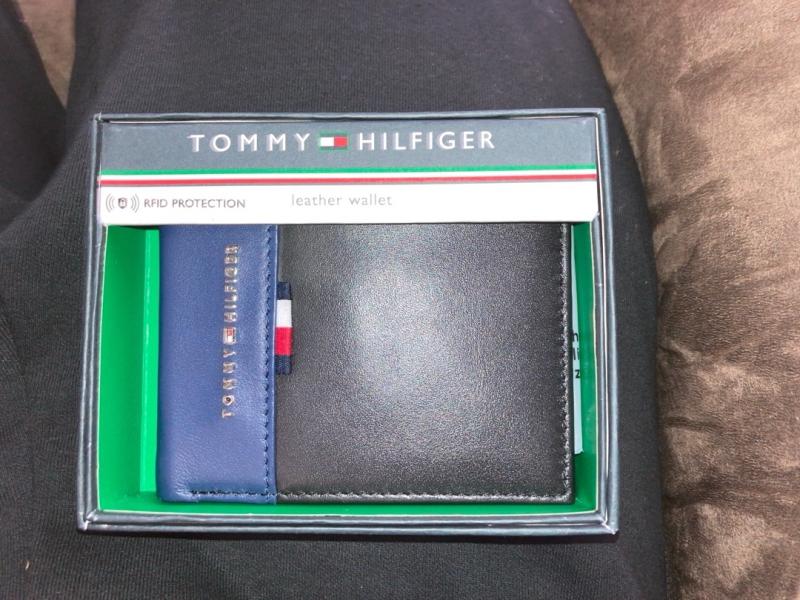 TOMMY HILFIGER
RFID PROTECTION
leather wallet
TOMMY HILFIGER